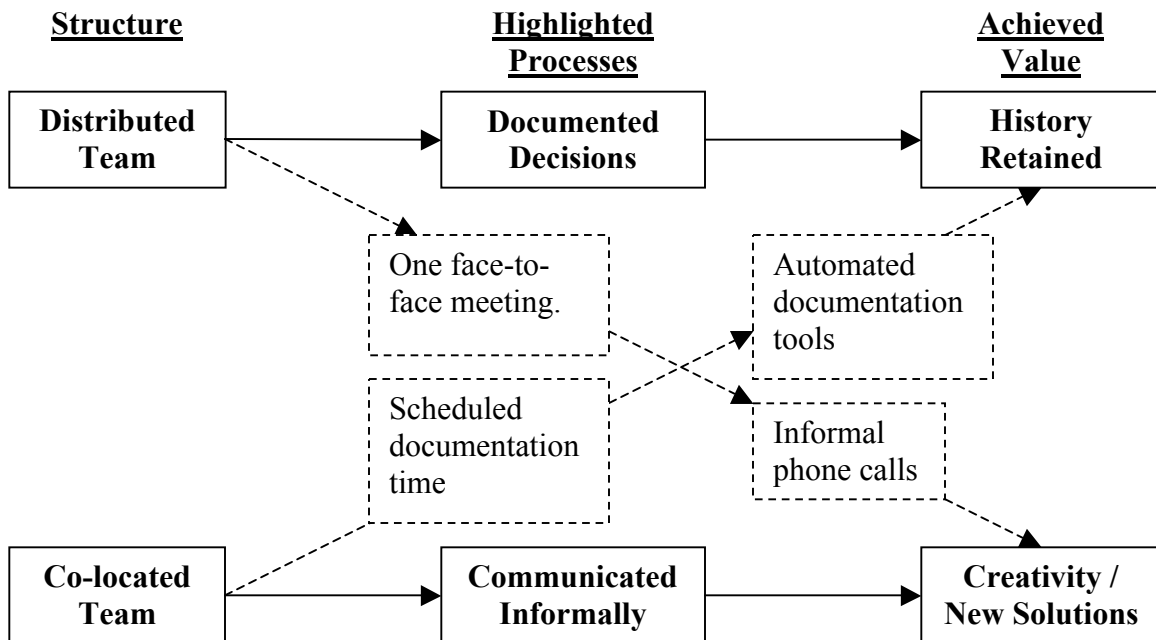 Structure
Highlighted
Processes
Achieved
Value
Distributed
Team
Documented
Decisions
History
Retained
One face-to-
face meeting.
Automated
documentation
tools
Scheduled
documentation
time
Informal
phone calls
Co-located
Team
Communicated
Informally
Creativity /
New Solutions